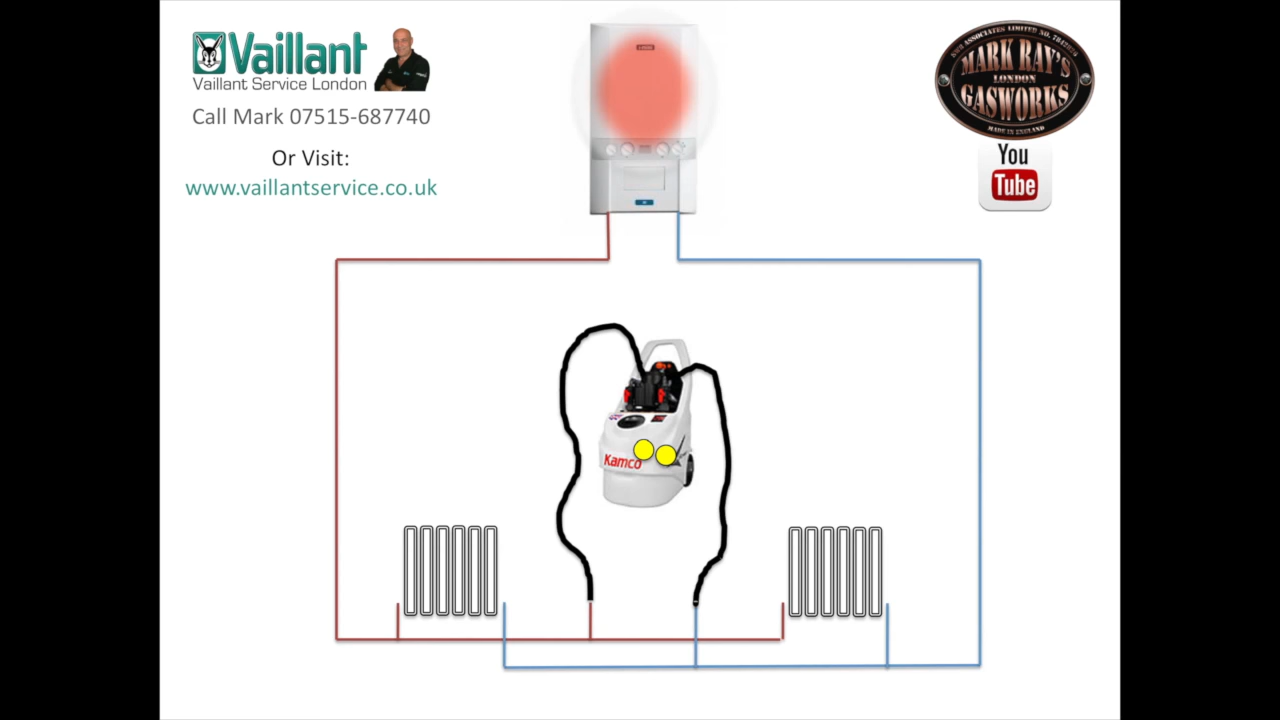 Vaillant
Vaillant Service London
Call Mark 07515-687740
Or Visit:
www.vaillantservice.co.uk
MARK RAY'S
LONDON
GASWORKS
MADE IN ENGLAND
You
Tube
Kamco